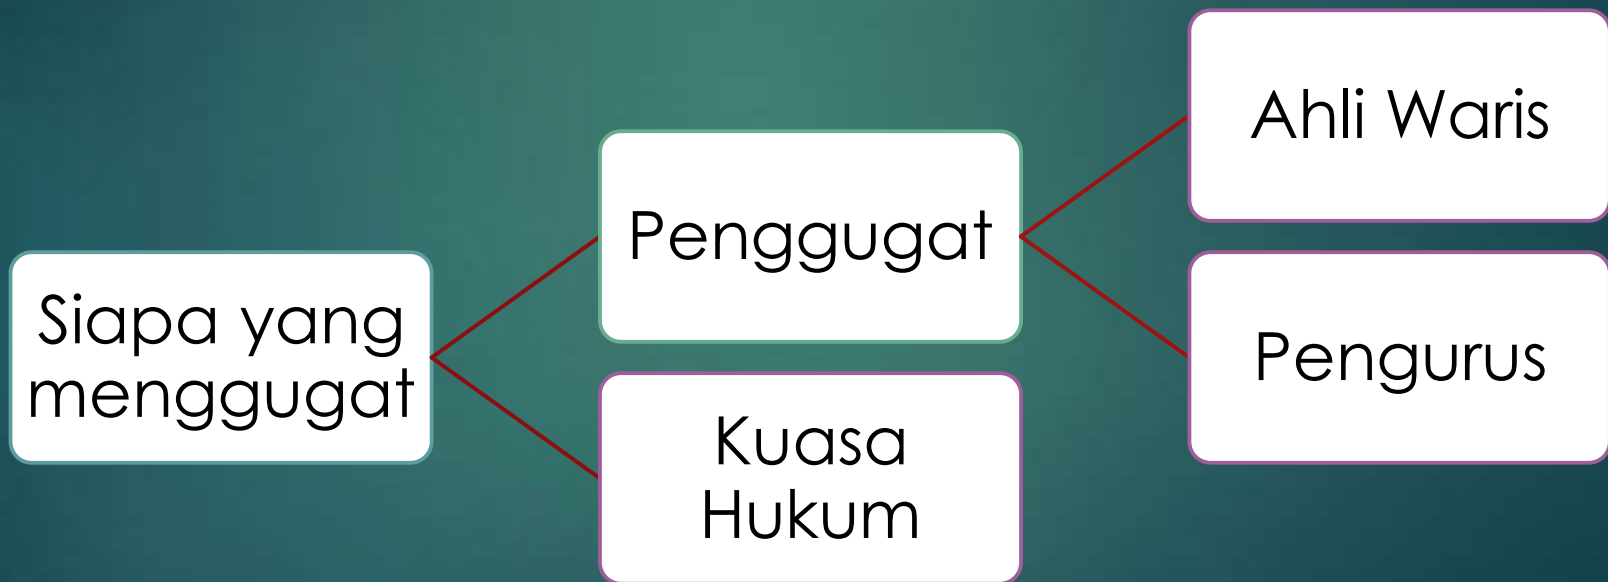 Siapa yang
menggugat
Penggugat
Kuasa
Hukum
Ahli Waris
Pengurus